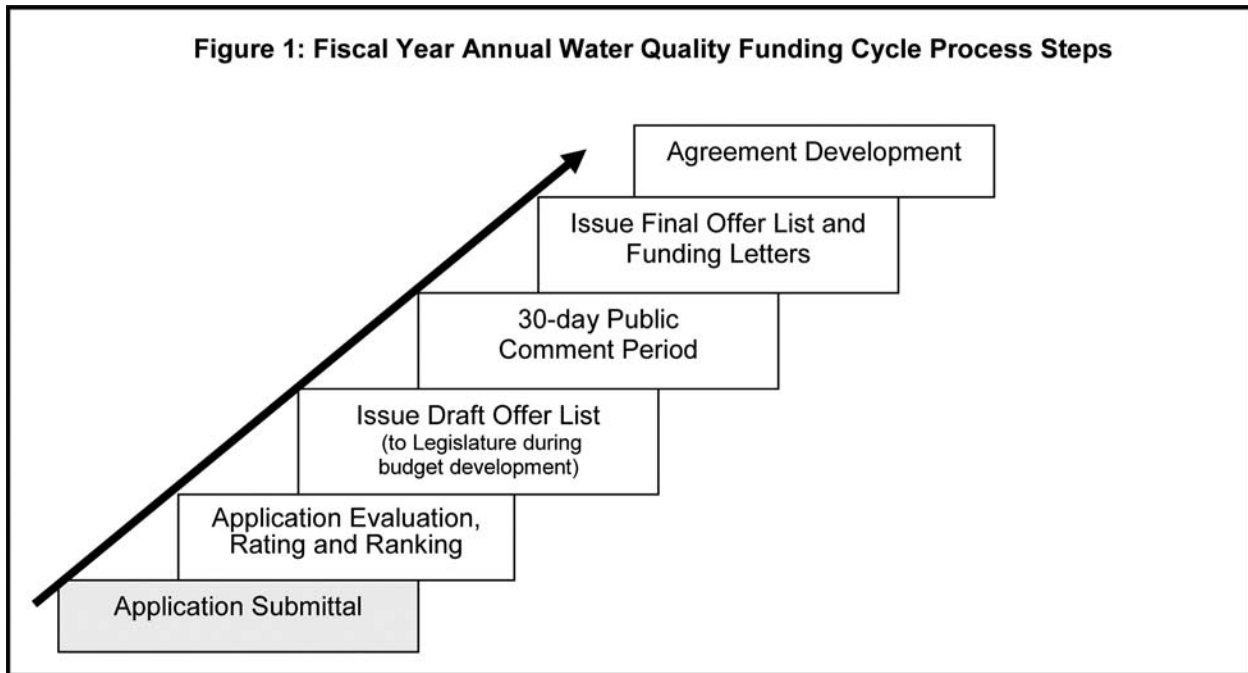 Figure 1: Fiscal Year Annual Water Quality Funding Cycle Process Steps
Agreement Development
Issue Final Offer List and
Funding Letters
30-day Public
Comment Period
Issue Draft Offer List
(to Legislature during
budget development)
Application Evaluation,
Rating and Ranking
Application Submittal